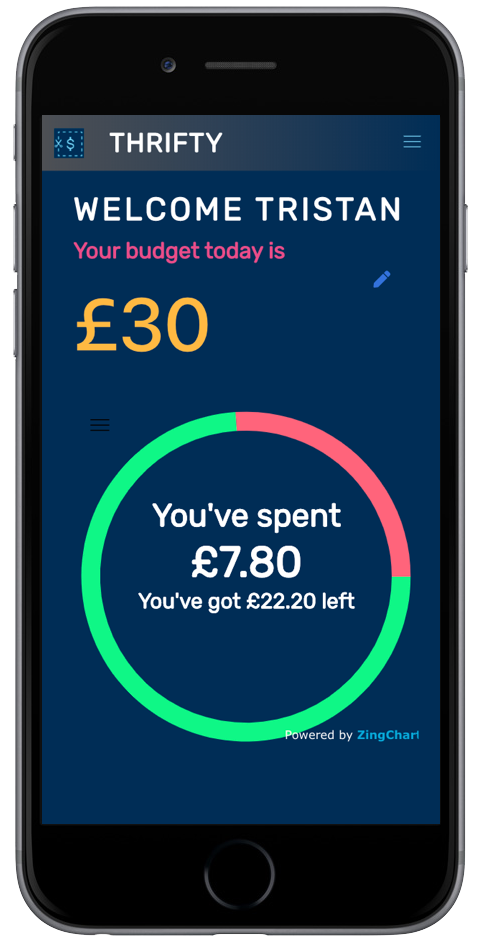 THRIFTY
WELCOME TRISTAN
Your budget today is
£30
You've spent
£7.80
You've got £22.20 left
Powered by ZingChart